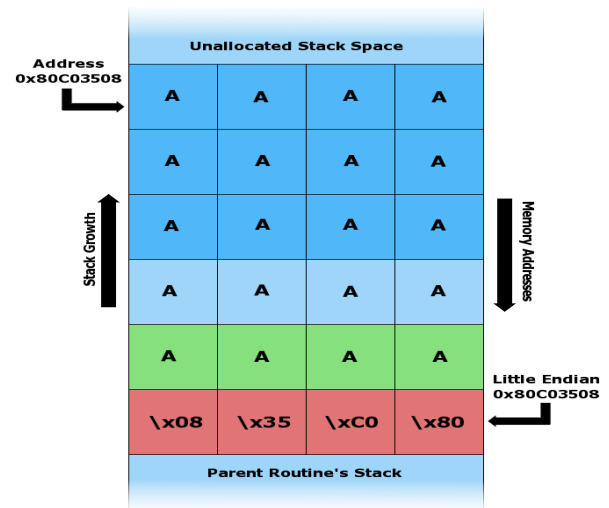 Unallocated Stack Space
Address
0x80C03508
A A A A
A A A A
Stack Growth
A A A A
Memory Addresses
A A A A
A A A A
Little Endian
0x80C03508
\x08 \x35 \xC0 \x80
Parent Routine's Stack